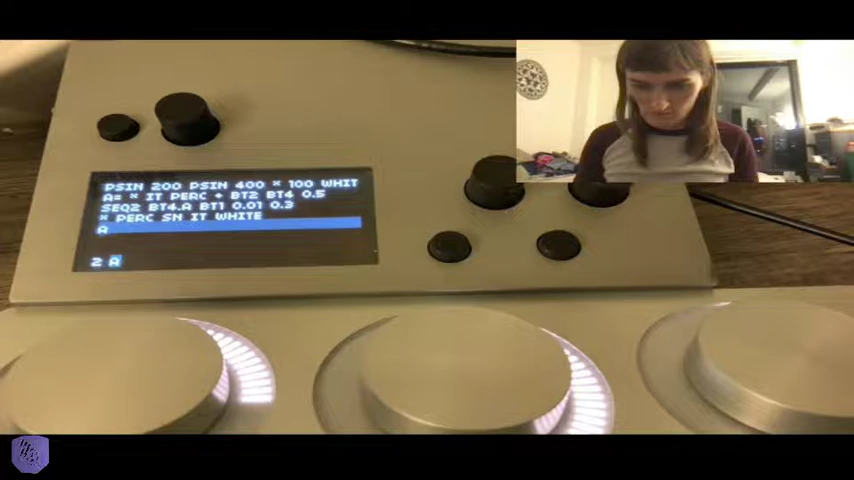 PSIN 200 PSIN 400 × 100 WHIT
A= × IT PERC + BT2 BT4 0.5
SEQ2 BT4.A BT1 0.01 0.3
× PERC SN IT WHITE
A
2 A